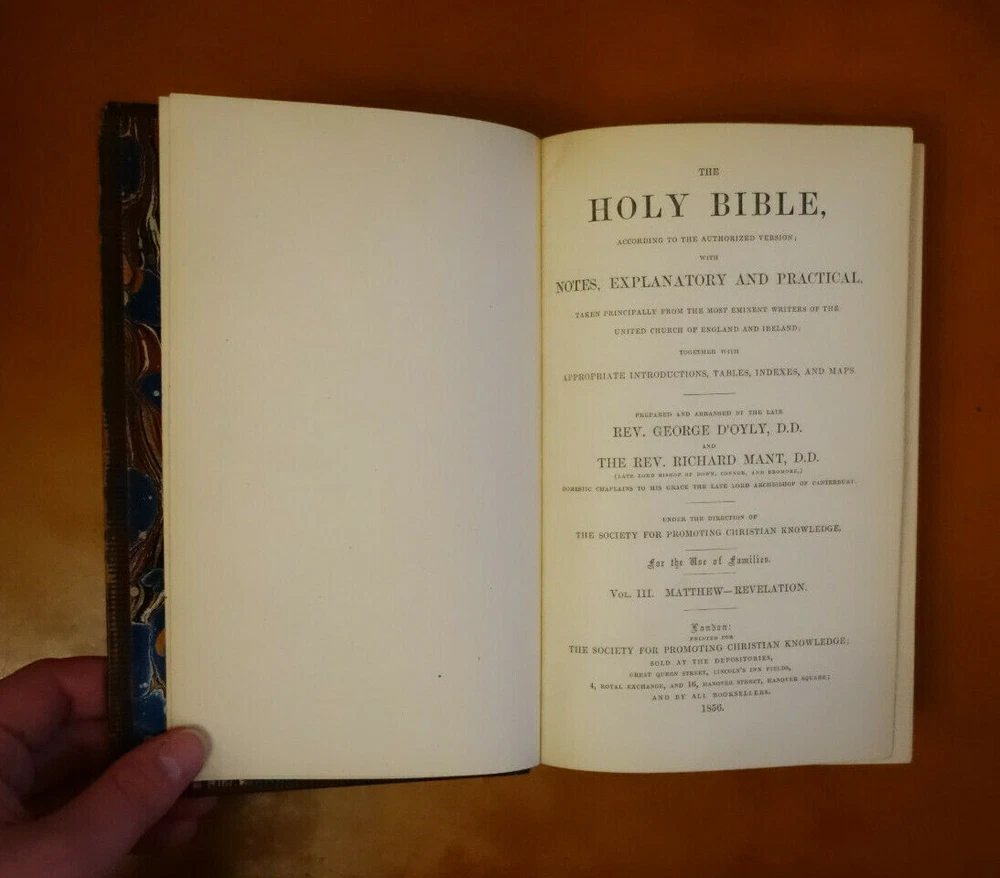 THE
HOLY BIBLE,
ACCORDING TO THE AUTHORIZED VERSION;
WITH
NOTES, EXPLANATORY AND PRACTICAL,
TAKEN PRINCIPALLY FROM THE MOST EMINENT WRITERS OF THE
UNITED CHURCH OF ENGLAND AND IRELAND;
TOGETHER WITH
APPROPRIATE INTRODUCTIONS, TABLES, INDEXES, AND MAPS.
PREPARED AND ARRANGED BY THE LATE
REV. GEORGE D'OYLY, D.D.
AND
THE REV. RICHARD MANT, D.D.
(LATE LORD BISHOP OF DOWN, CONNOR, AND DROMORE,)
DOMESTIC CHAPLAINS TO HIS GRACE THE LATE LORD ARCHBISHOP OF CANTERBURY.
UNDER THE DIRECTION OF
THE SOCIETY FOR PROMOTING CHRISTIAN KNOWLEDGE.
For the Use of Families.
VOL. III. MATTHEW—REVELATION.
London:
PRINTED FOR
THE SOCIETY FOR PROMOTING CHRISTIAN KNOWLEDGE;
SOLD AT THE DEPOSITORIES,
GREAT QUEEN STREET, LINCOLN'S INN FIELDS,
4, ROYAL EXCHANGE, AND 16, HANOVER STREET, HANOVER SQUARE;
AND BY ALL BOOKSELLERS.
1856.